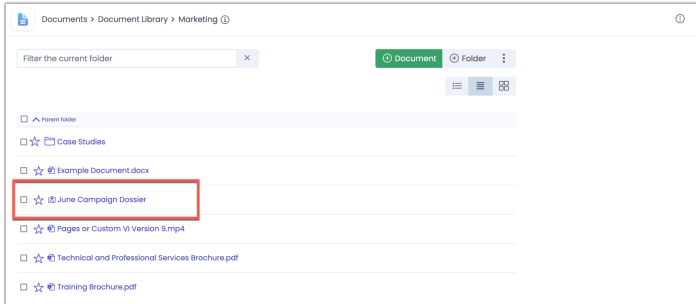 Documents > Document Library > Marketing
Filter the current folder
Document
Folder
Parent folder
Case Studies
Example Document.docx
June Campaign Dossier
Pages or Custom VI Version 9.mp4
Technical and Professional Services Brochure.pdf
Training Brochure.pdf